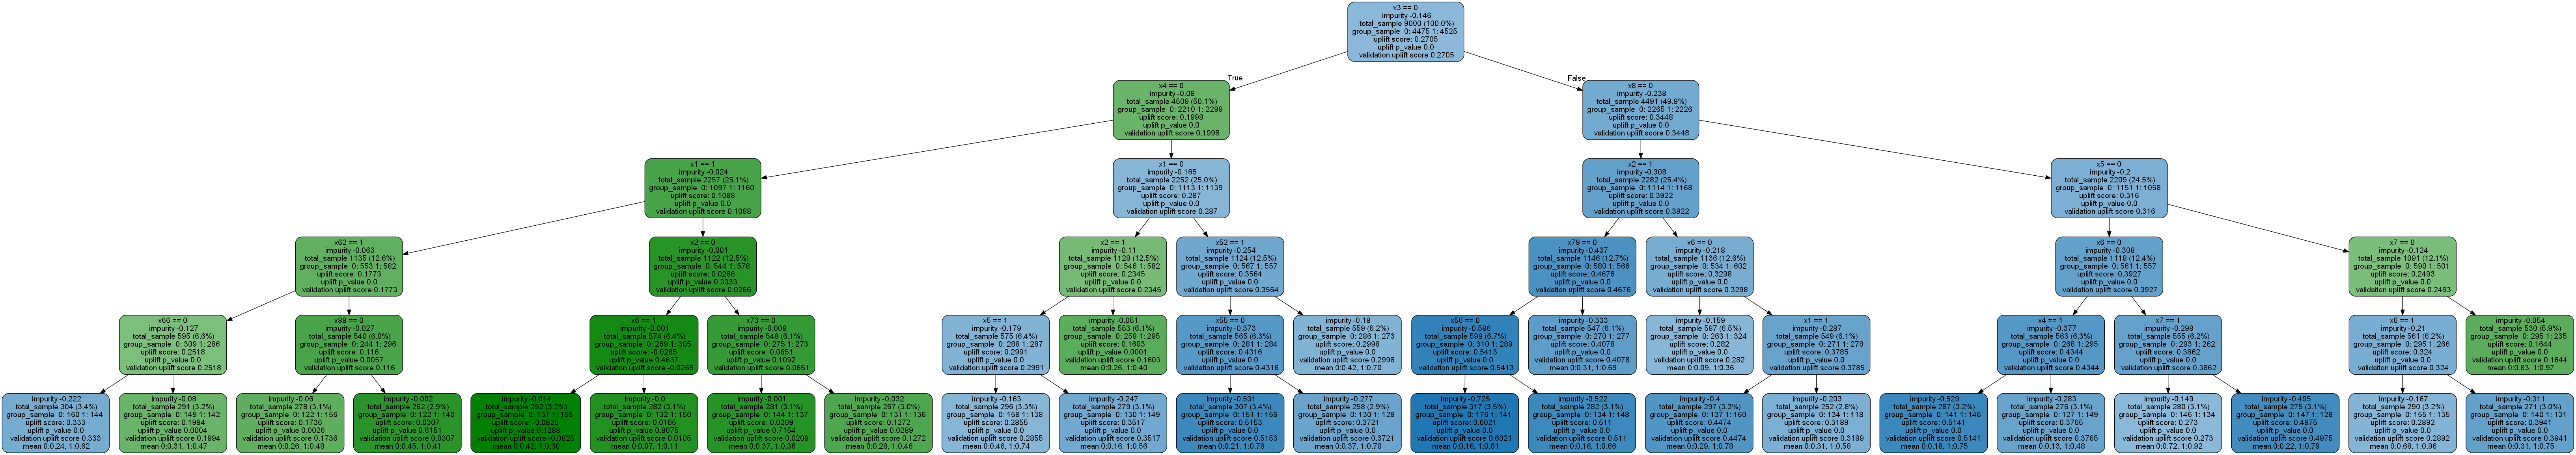 x3 == 0
impurity -0.146
total_sample 9000 (100.0%)
group_sample 0: 4475 1: 4525
uplift score: 0.2705
uplift p_value 0.0
validation uplift score 0.2705
True
False
x4 == 0
impurity -0.08
total_sample 4509 (50.1%)
group_sample 0: 2210 1: 2299
uplift score: 0.1998
uplift p_value 0.0
validation uplift score 0.1998
x8 == 0
impurity -0.238
total_sample 4491 (49.9%)
group_sample 0: 2265 1: 2226
uplift score: 0.3448
uplift p_value 0.0
validation uplift score 0.3448
x1 == 1
impurity -0.024
total_sample 2257 (25.1%)
group_sample 0: 1097 1: 1160
uplift score: 0.1088
uplift p_value 0.0
validation uplift score 0.1088
x1 == 0
impurity -0.165
total_sample 2252 (25.0%)
group_sample 0: 1113 1: 1139
uplift score: 0.287
uplift p_value 0.0
validation uplift score 0.287
x2 == 1
impurity -0.308
total_sample 2282 (25.4%)
group_sample 0: 1114 1: 1168
uplift score: 0.3922
uplift p_value 0.0
validation uplift score 0.3922
x5 == 0
impurity -0.2
total_sample 2209 (24.5%)
group_sample 0: 1151 1: 1058
uplift score: 0.316
uplift p_value 0.0
validation uplift score 0.316
x62 == 1
impurity -0.063
total_sample 1135 (12.6%)
group_sample 0: 553 1: 582
uplift score: 0.1773
uplift p_value 0.0
validation uplift score 0.1773
x2 == 0
impurity -0.001
total_sample 1122 (12.5%)
group_sample 0: 544 1: 578
uplift score: 0.0266
uplift p_value 0.3333
validation uplift score 0.0266
x2 == 1
impurity -0.11
total_sample 1128 (12.5%)
group_sample 0: 546 1: 582
uplift score: 0.2345
uplift p_value 0.0
validation uplift score 0.2345
x52 == 1
impurity -0.254
total_sample 1124 (12.5%)
group_sample 0: 567 1: 557
uplift score: 0.3564
uplift p_value 0.0
validation uplift score 0.3564
x79 == 0
impurity -0.437
total_sample 1146 (12.7%)
group_sample 0: 580 1: 566
uplift score: 0.4676
uplift p_value 0.0
validation uplift score 0.4676
x6 == 0
impurity -0.218
total_sample 1136 (12.6%)
group_sample 0: 534 1: 602
uplift score: 0.3298
uplift p_value 0.0
validation uplift score 0.3298
x6 == 0
impurity -0.308
total_sample 1118 (12.4%)
group_sample 0: 561 1: 557
uplift score: 0.3927
uplift p_value 0.0
validation uplift score 0.3927
x7 == 0
impurity -0.124
total_sample 1091 (12.1%)
group_sample 0: 590 1: 501
uplift score: 0.2493
uplift p_value 0.0
validation uplift score 0.2493
x66 == 0
impurity -0.127
total_sample 595 (6.6%)
group_sample 0: 309 1: 286
uplift score: 0.2518
uplift p_value 0.0
validation uplift score 0.2518
x88 == 0
impurity -0.027
total_sample 540 (6.0%)
group_sample 0: 244 1: 296
uplift score: 0.116
uplift p_value 0.0057
validation uplift score 0.116
x6 == 1
impurity -0.001
total_sample 574 (6.4%)
group_sample 0: 269 1: 305
uplift score: -0.0265
uplift p_value 0.4637
validation uplift score -0.0265
x73 == 0
impurity -0.008
total_sample 548 (6.1%)
group_sample 0: 275 1: 273
uplift score: 0.0651
uplift p_value 0.1092
validation uplift score 0.0651
x5 == 1
impurity -0.179
total_sample 575 (6.4%)
group_sample 0: 288 1: 287
uplift score: 0.2991
uplift p_value 0.0
validation uplift score 0.2991
impurity -0.051
total_sample 553 (6.1%)
group_sample 0: 258 1: 295
uplift score: 0.1603
uplift p_value 0.0001
validation uplift score 0.1603
mean 0:0.26, 1:0.40
x55 == 0
impurity -0.373
total_sample 565 (6.3%)
group_sample 0: 281 1: 284
uplift score: 0.4316
uplift p_value 0.0
validation uplift score 0.4316
impurity -0.18
total_sample 559 (6.2%)
group_sample 0: 286 1: 273
uplift score: 0.2998
uplift p_value 0.0
validation uplift score 0.2998
mean 0:0.42, 1:0.70
x56 == 0
impurity -0.586
total_sample 599 (6.7%)
group_sample 0: 310 1: 289
uplift score: 0.5413
uplift p_value 0.0
validation uplift score 0.5413
impurity -0.333
total_sample 547 (6.1%)
group_sample 0: 270 1: 277
uplift score: 0.4078
uplift p_value 0.0
validation uplift score 0.4078
mean 0:0.31, 1:0.69
impurity -0.159
total_sample 587 (6.5%)
group_sample 0: 263 1: 324
uplift score: 0.282
uplift p_value 0.0
validation uplift score 0.282
mean 0:0.09, 1:0.36
x1 == 1
impurity -0.287
total_sample 549 (6.1%)
group_sample 0: 271 1: 278
uplift score: 0.3785
uplift p_value 0.0
validation uplift score 0.3785
x4 == 1
impurity -0.377
total_sample 563 (6.3%)
group_sample 0: 268 1: 295
uplift score: 0.4344
uplift p_value 0.0
validation uplift score 0.4344
x7 == 1
impurity -0.298
total_sample 555 (6.2%)
group_sample 0: 293 1: 262
uplift score: 0.3862
uplift p_value 0.0
validation uplift score 0.3862
x6 == 1
impurity -0.21
total_sample 561 (6.2%)
group_sample 0: 295 1: 266
uplift score: 0.324
uplift p_value 0.0
validation uplift score 0.324
impurity -0.054
total_sample 530 (5.9%)
group_sample 0: 295 1: 235
uplift score: 0.1644
uplift p_value 0.0
validation uplift score 0.1644
mean 0:0.83, 1:0.97
impurity -0.222
total_sample 304 (3.4%)
group_sample 0: 160 1: 144
uplift score: 0.333
uplift p_value 0.0
validation uplift score 0.333
mean 0:0.24, 1:0.62
impurity -0.08
total_sample 291 (3.2%)
group_sample 0: 149 1: 142
uplift score: 0.1994
uplift p_value 0.0004
validation uplift score 0.1994
mean 0:0.31, 1:0.47
impurity -0.06
total_sample 278 (3.1%)
group_sample 0: 122 1: 156
uplift score: 0.1736
uplift p_value 0.0026
validation uplift score 0.1736
mean 0:0.26, 1:0.48
impurity -0.002
total_sample 262 (2.9%)
group_sample 0: 122 1: 140
uplift score: 0.0307
uplift p_value 0.6151
validation uplift score 0.0307
mean 0:0.45, 1:0.41
impurity -0.014
total_sample 292 (3.2%)
group_sample 0: 137 1: 155
uplift score: -0.0825
uplift p_value 0.1288
validation uplift score -0.0825
mean 0:0.42, 1:0.30
impurity -0.0
total_sample 282 (3.1%)
group_sample 0: 132 1: 150
uplift score: 0.0105
uplift p_value 0.8075
validation uplift score 0.0105
mean 0:0.07, 1:0.11
impurity -0.001
total_sample 281 (3.1%)
group_sample 0: 144 1: 137
uplift score: 0.0209
uplift p_value 0.7154
validation uplift score 0.0209
mean 0:0.37, 1:0.36
impurity -0.032
total_sample 267 (3.0%)
group_sample 0: 131 1: 136
uplift score: 0.1272
uplift p_value 0.0289
validation uplift score 0.1272
mean 0:0.28, 1:0.46
impurity -0.163
total_sample 296 (3.3%)
group_sample 0: 158 1: 138
uplift score: 0.2855
uplift p_value 0.0
validation uplift score 0.2855
mean 0:0.46, 1:0.74
impurity -0.247
total_sample 279 (3.1%)
group_sample 0: 130 1: 149
uplift score: 0.3517
uplift p_value 0.0
validation uplift score 0.3517
mean 0:0.16, 1:0.56
impurity -0.531
total_sample 307 (3.4%)
group_sample 0: 151 1: 156
uplift score: 0.5153
uplift p_value 0.0
validation uplift score 0.5153
mean 0:0.21, 1:0.78
impurity -0.277
total_sample 258 (2.9%)
group_sample 0: 130 1: 128
uplift score: 0.3721
uplift p_value 0.0
validation uplift score 0.3721
mean 0:0.37, 1:0.70
impurity -0.725
total_sample 317 (3.5%)
group_sample 0: 176 1: 141
uplift score: 0.6021
uplift p_value 0.0
validation uplift score 0.6021
mean 0:0.16, 1:0.81
impurity -0.522
total_sample 282 (3.1%)
group_sample 0: 134 1: 148
uplift score: 0.511
uplift p_value 0.0
validation uplift score 0.511
mean 0:0.16, 1:0.66
impurity -0.4
total_sample 297 (3.3%)
group_sample 0: 137 1: 160
uplift score: 0.4474
uplift p_value 0.0
validation uplift score 0.4474
mean 0:0.29, 1:0.78
impurity -0.203
total_sample 252 (2.8%)
group_sample 0: 134 1: 118
uplift score: 0.3189
uplift p_value 0.0
validation uplift score 0.3189
mean 0:0.31, 1:0.58
impurity -0.529
total_sample 287 (3.2%)
group_sample 0: 141 1: 146
uplift score: 0.5141
uplift p_value 0.0
validation uplift score 0.5141
mean 0:0.18, 1:0.75
impurity -0.283
total_sample 276 (3.1%)
group_sample 0: 127 1: 149
uplift score: 0.3765
uplift p_value 0.0
validation uplift score 0.3765
mean 0:0.13, 1:0.48
impurity -0.149
total_sample 280 (3.1%)
group_sample 0: 146 1: 134
uplift score: 0.273
uplift p_value 0.0
validation uplift score 0.273
mean 0:0.72, 1:0.92
impurity -0.495
total_sample 275 (3.1%)
group_sample 0: 147 1: 128
uplift score: 0.4975
uplift p_value 0.0
validation uplift score 0.4975
mean 0:0.22, 1:0.79
impurity -0.167
total_sample 290 (3.2%)
group_sample 0: 155 1: 135
uplift score: 0.2892
uplift p_value 0.0
validation uplift score 0.2892
mean 0:0.68, 1:0.96
impurity -0.311
total_sample 271 (3.0%)
group_sample 0: 140 1: 131
uplift score: 0.3941
uplift p_value 0.0
validation uplift score 0.3941
mean 0:0.31, 1:0.75